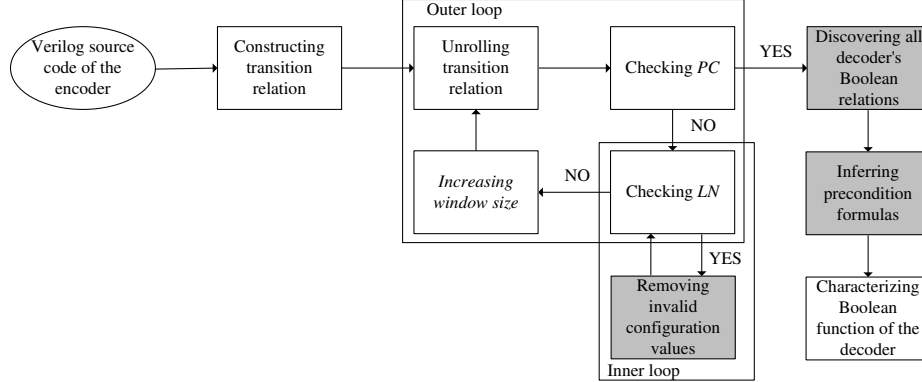 Outer loop
Verilog source
code of the
encoder
Constructing
transition
relation
Unrolling
transition
relation
Checking PC
YES
Discovering all
decoder's
Boolean
relations
NO
Increasing
window size
NO
Checking LN
Inferring
precondition
formulas
YES
Removing
invalid
configuration
values
Characterizing
Boolean
function of the
decoder
Inner loop